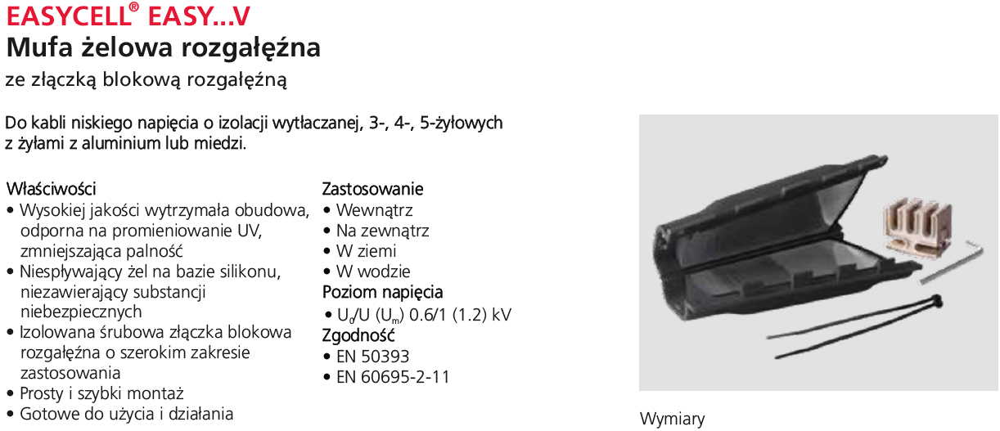 EASYCELL® EASY...V
Mufa żelowa rozgałęźna
ze złączką blokową rozgałęźną
Do kabli niskiego napięcia o izolacji wytłaczanej, 3-, 4-, 5-żyłowych
z żyłami z aluminium lub miedzi.
Właściwości
• Wysokiej jakości wytrzymała obudowa,
odporna na promieniowanie UV,
zmniejszająca palność
• Niespływający żel na bazie silikonu,
niezawierający substancji
niebezpiecznych
• Izolowana śrubowa złączka blokowa
rozgałęźna o szerokim zakresie
zastosowania
• Prosty i szybki montaż
• Gotowe do użycia i działania
Zastosowanie
• Wewnątrz
• Na zewnątrz
• W ziemi
• W wodzie
Poziom napięcia
• U₀/U (Uₘ) 0.6/1 (1.2) kV
Zgodność
• EN 50393
• EN 60695-2-11
Wymiary